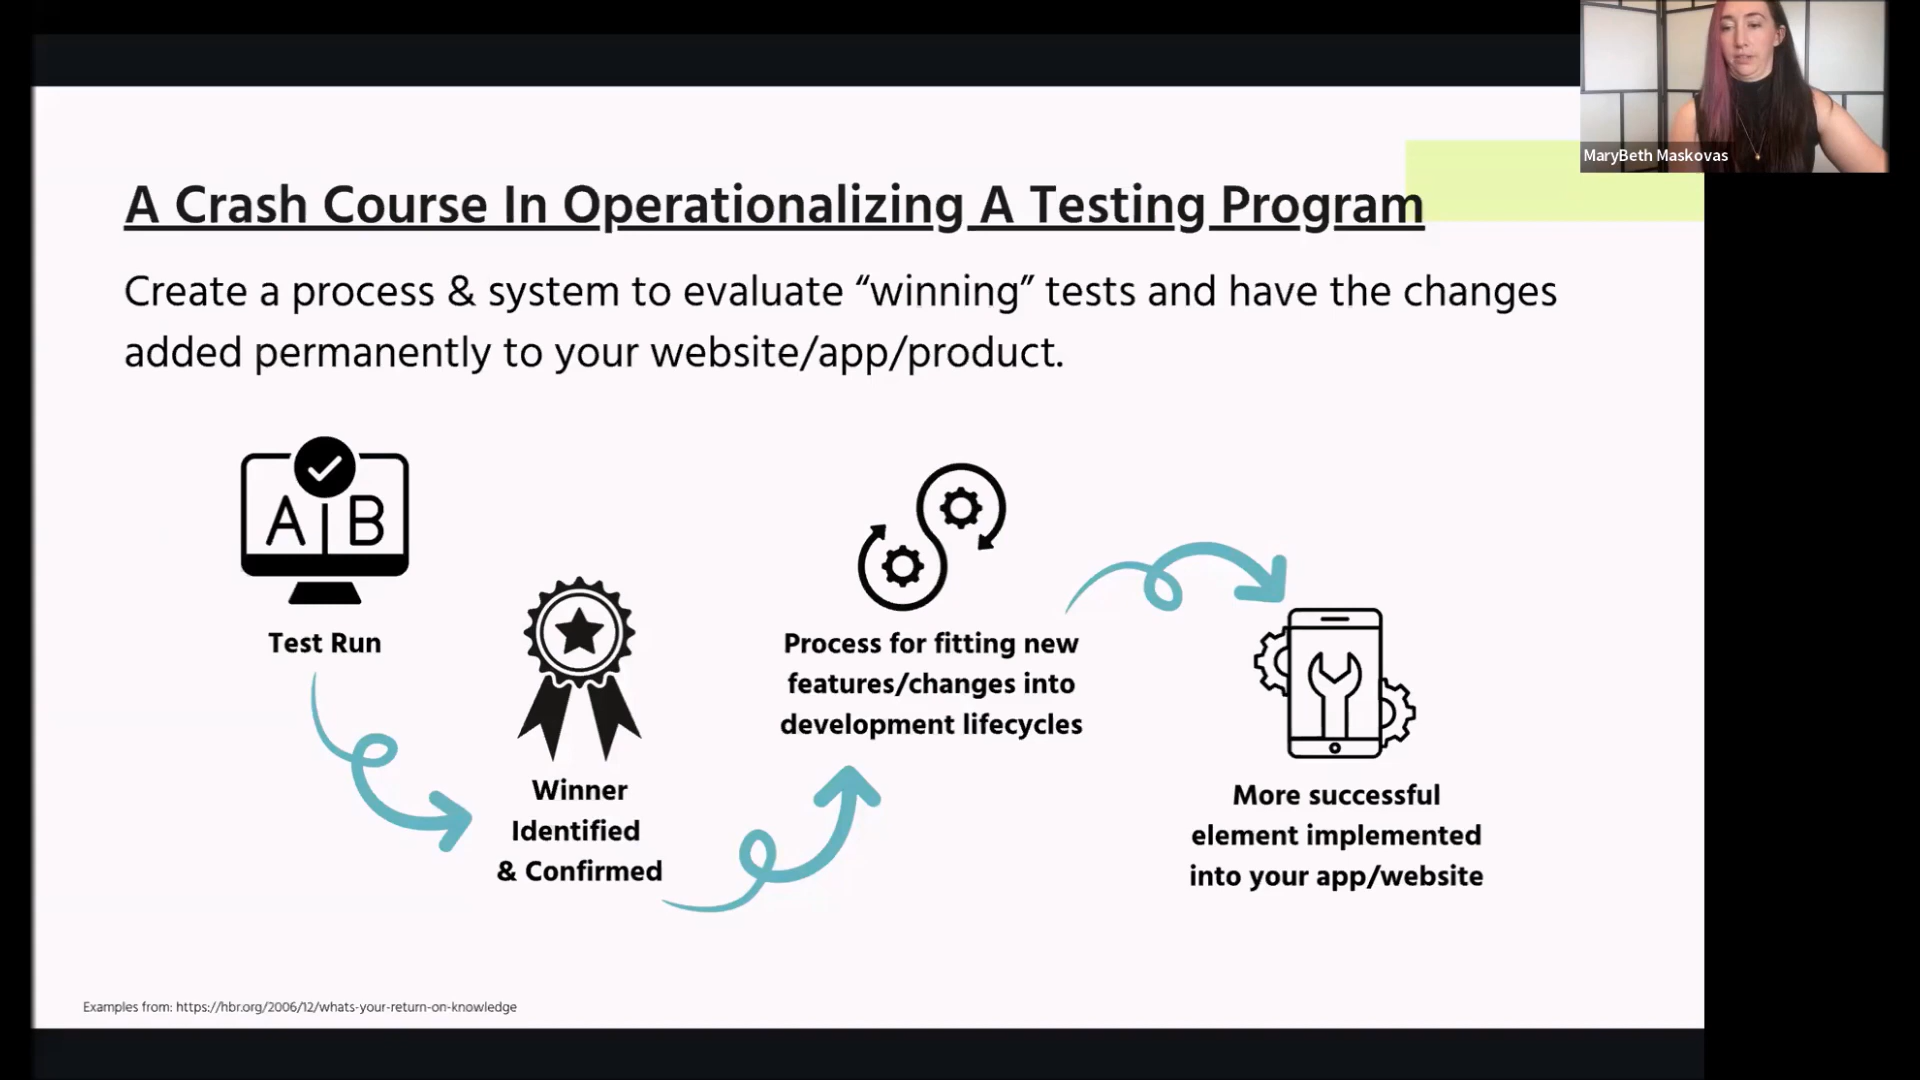 MaryBeth Maskovas
A Crash Course In Operationalizing A Testing Program
Create a process & system to evaluate “winning” tests and have the changes
added permanently to your website/app/product.
A B
Test Run
Winner
Identified
& Confirmed
Process for fitting new
features/changes into
development lifecycles
More successful
element implemented
into your app/website
Examples from: https://hbr.org/2006/12/whats-your-return-on-knowledge